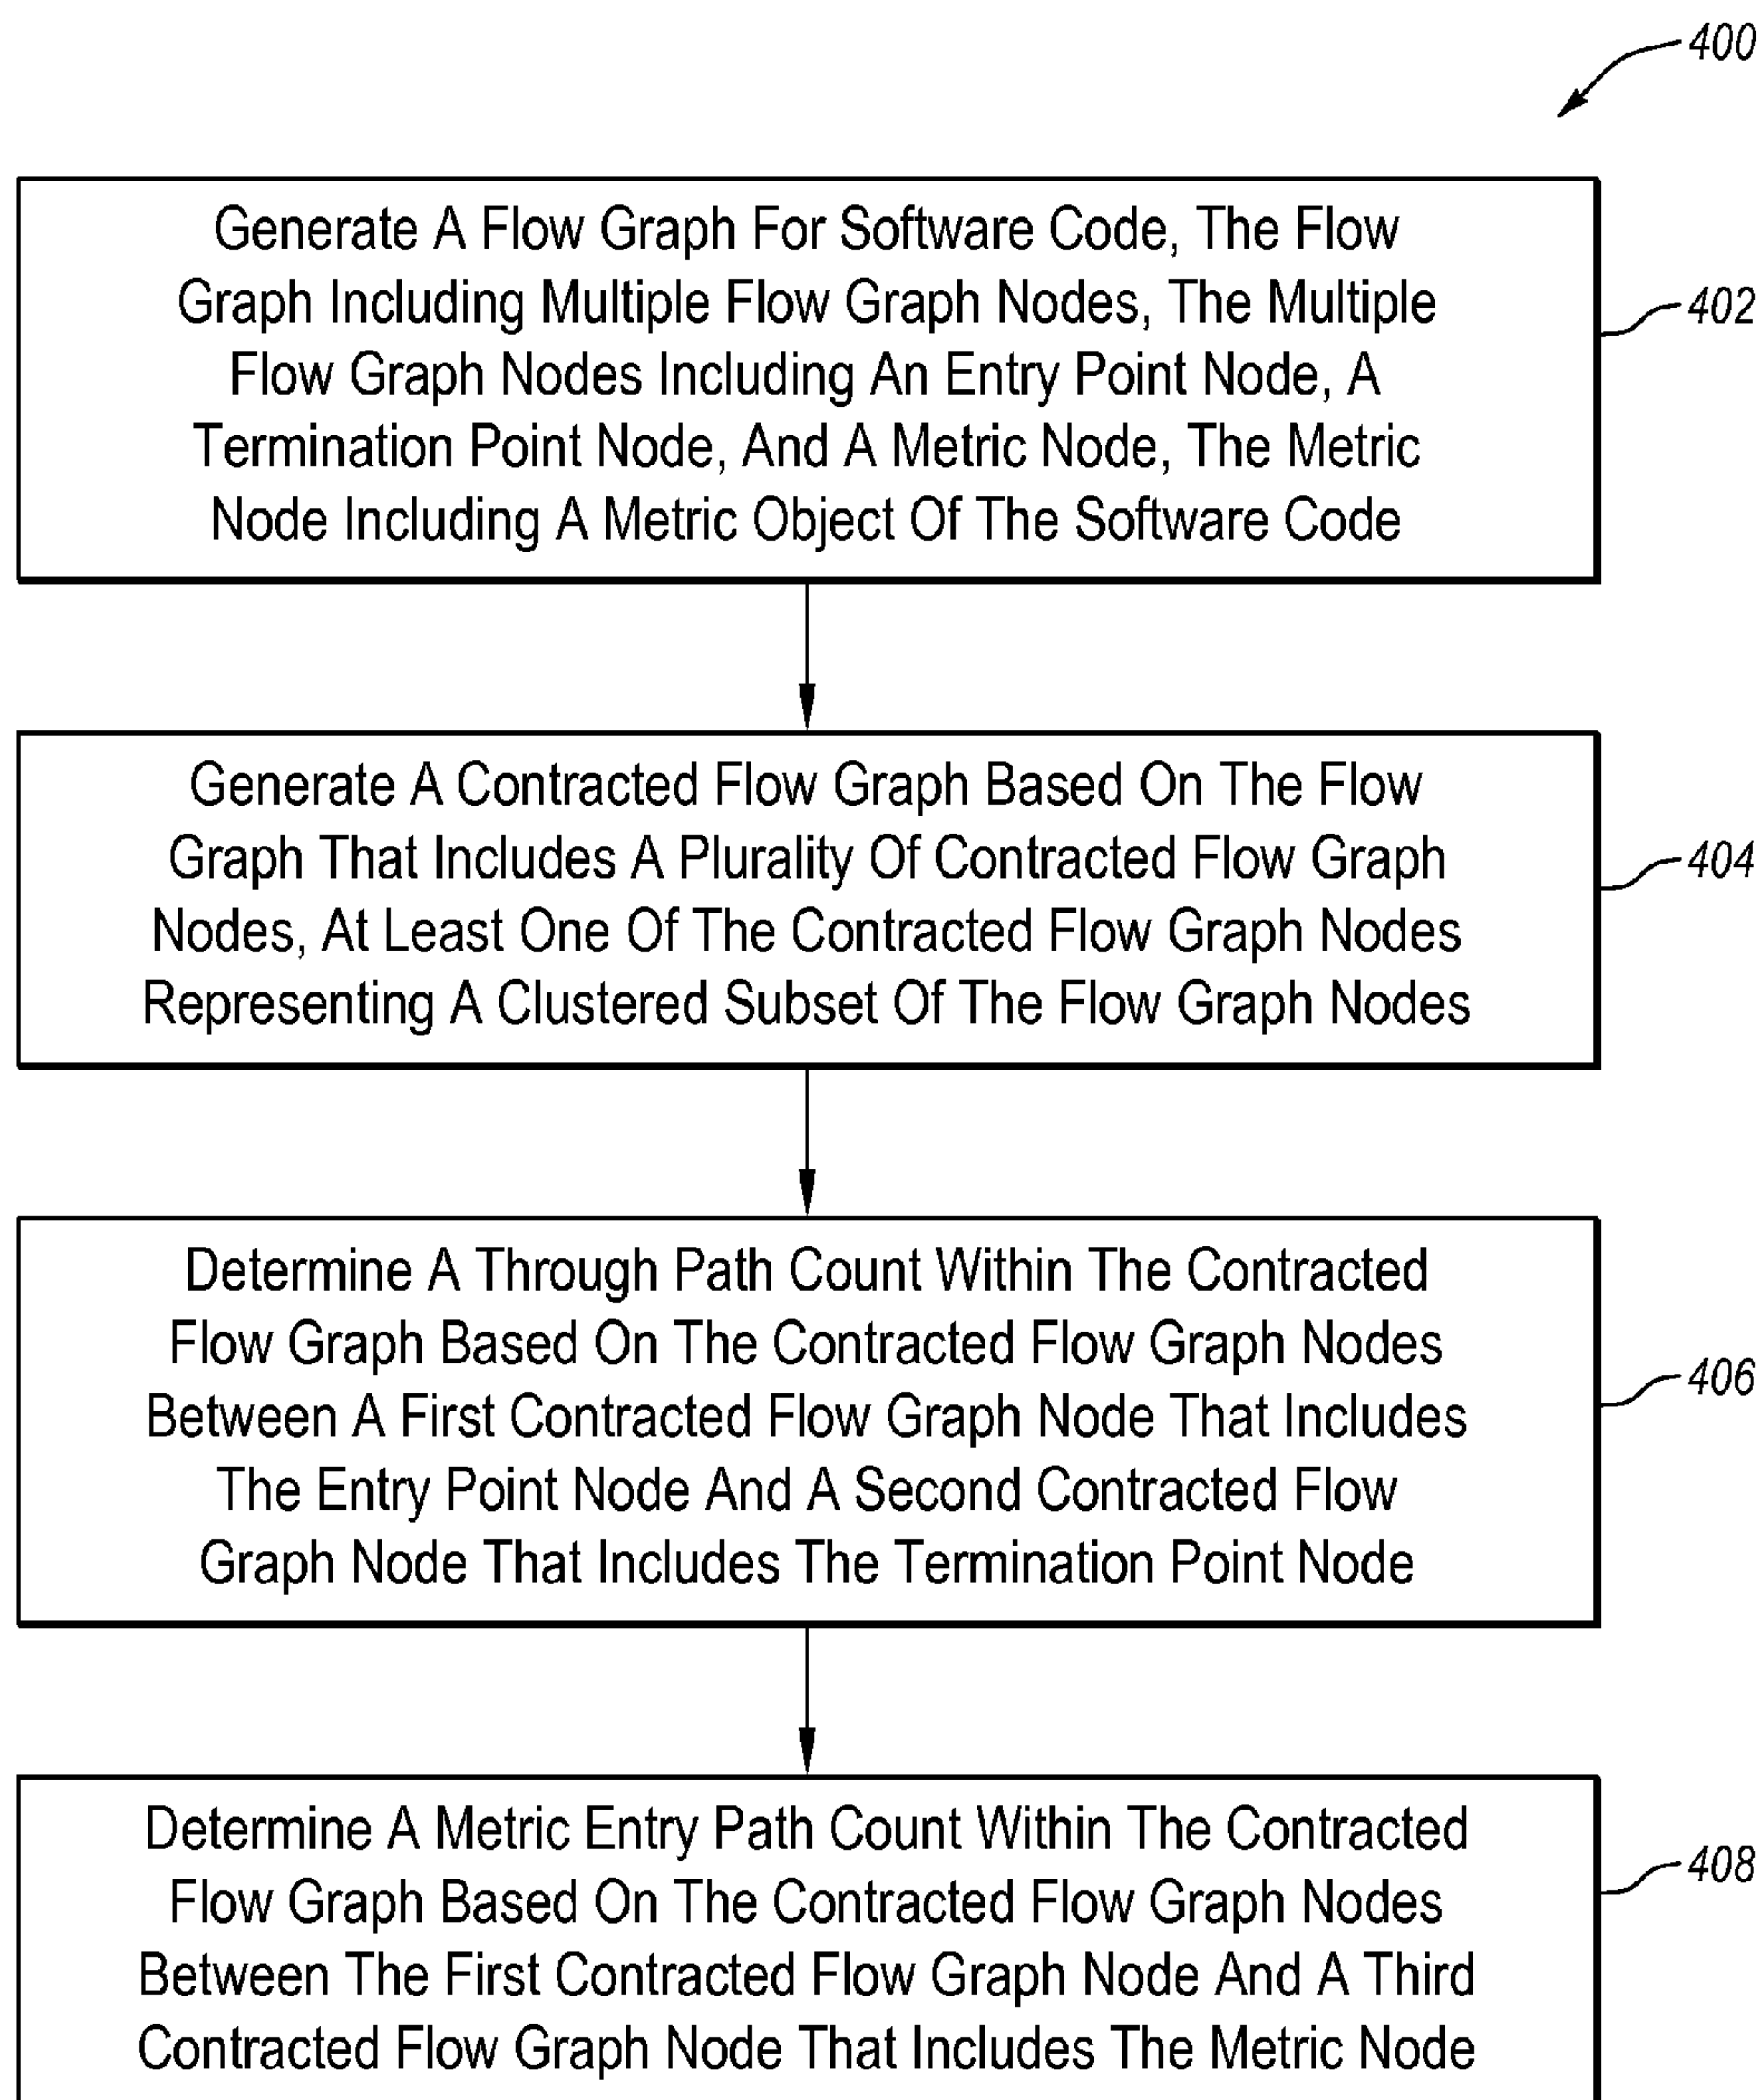 400
Generate A Flow Graph For Software Code, The Flow
Graph Including Multiple Flow Graph Nodes, The Multiple
Flow Graph Nodes Including An Entry Point Node, A
Termination Point Node, And A Metric Node, The Metric
Node Including A Metric Object Of The Software Code
402
Generate A Contracted Flow Graph Based On The Flow
Graph That Includes A Plurality Of Contracted Flow Graph
Nodes, At Least One Of The Contracted Flow Graph Nodes
Representing A Clustered Subset Of The Flow Graph Nodes
404
Determine A Through Path Count Within The Contracted
Flow Graph Based On The Contracted Flow Graph Nodes
Between A First Contracted Flow Graph Node That Includes
The Entry Point Node And A Second Contracted Flow
Graph Node That Includes The Termination Point Node
406
Determine A Metric Entry Path Count Within The Contracted
Flow Graph Based On The Contracted Flow Graph Nodes
Between The First Contracted Flow Graph Node And A Third
Contracted Flow Graph Node That Includes The Metric Node
408